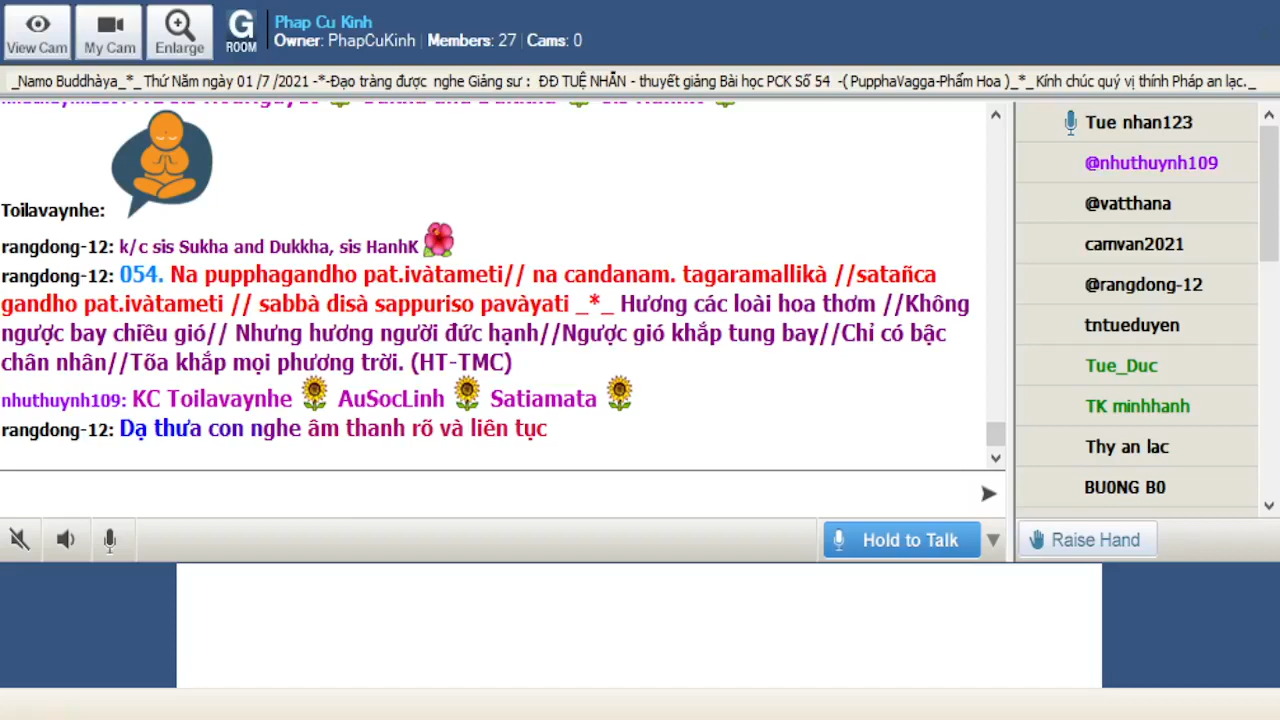 View Cam
My Cam
Enlarge
G ROOM
Phap Cu Kinh
Owner: PhapCuKinh | Members: 27 | Cams: 0
_Namo Buddhàya_*_ Thứ Năm ngày 01 /7 /2021 -*-Đạo tràng được nghe Giảng sư : ĐĐ TUỆ NHẪN - thuyết giảng Bài học PCK Số 54 -( PupphaVagga-Phẩm Hoa )_*_ Kính chúc quý vị thính Pháp an lạc._
Toilavaynhe:
rangdong-12: k/c sis Sukha and Dukkha, sis HanhK
rangdong-12: 054. Na pupphagandho pat.ivàtameti// na candanam. tagaramallikà //satañca
gandho pat.ivàtameti // sabbà disà sappuriso pavàyati _*_ Hương các loài hoa thơm //Không
ngược bay chiều gió// Nhưng hương người đức hạnh//Ngược gió khắp tung bay//Chỉ có bậc
chân nhân//Tõa khắp mọi phương trời. (HT-TMC)
nhuthuynh109: KC Toilavaynhe AuSocLinh Satiamata
rangdong-12: Dạ thưa con nghe âm thanh rõ và liên tục
Tue nhan123
@nhuthuynh109
@vatthana
camvan2021
@rangdong-12
tntueduyen
Tue_Duc
TK minhhanh
Thy an lac
BU0NG B0
Hold to Talk
Raise Hand